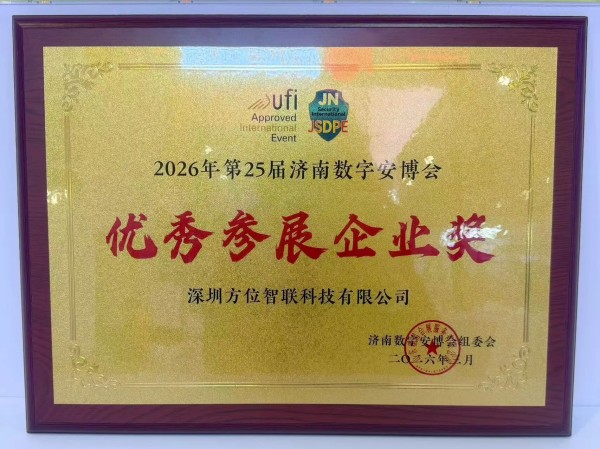 ufi
Approved
International
Event
JN
Security
International
JSDPE
2026年第25届济南数字安博会
优秀参展企业奖
深圳方位智联科技有限公司
济南数字安博会组委会
二〇二六年三月